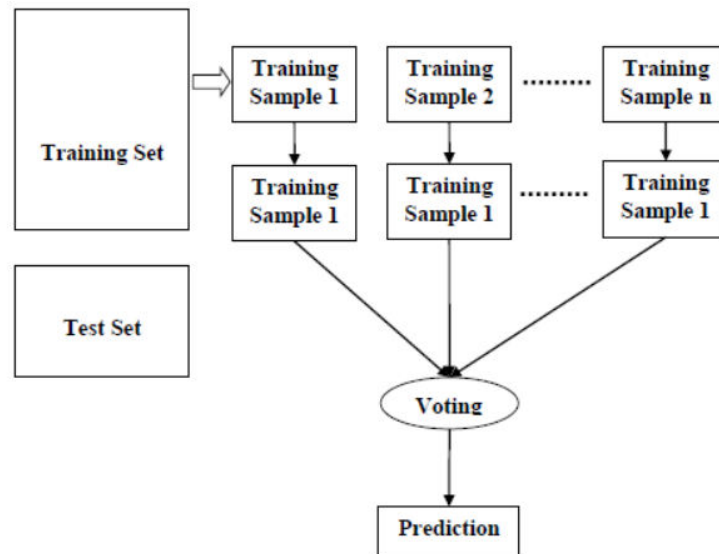 Training Set
Training
Sample 1
Training
Sample 2
.........
Training
Sample n
Training
Sample 1
Training
Sample 1
.........
Training
Sample 1
Test Set
Voting
Prediction